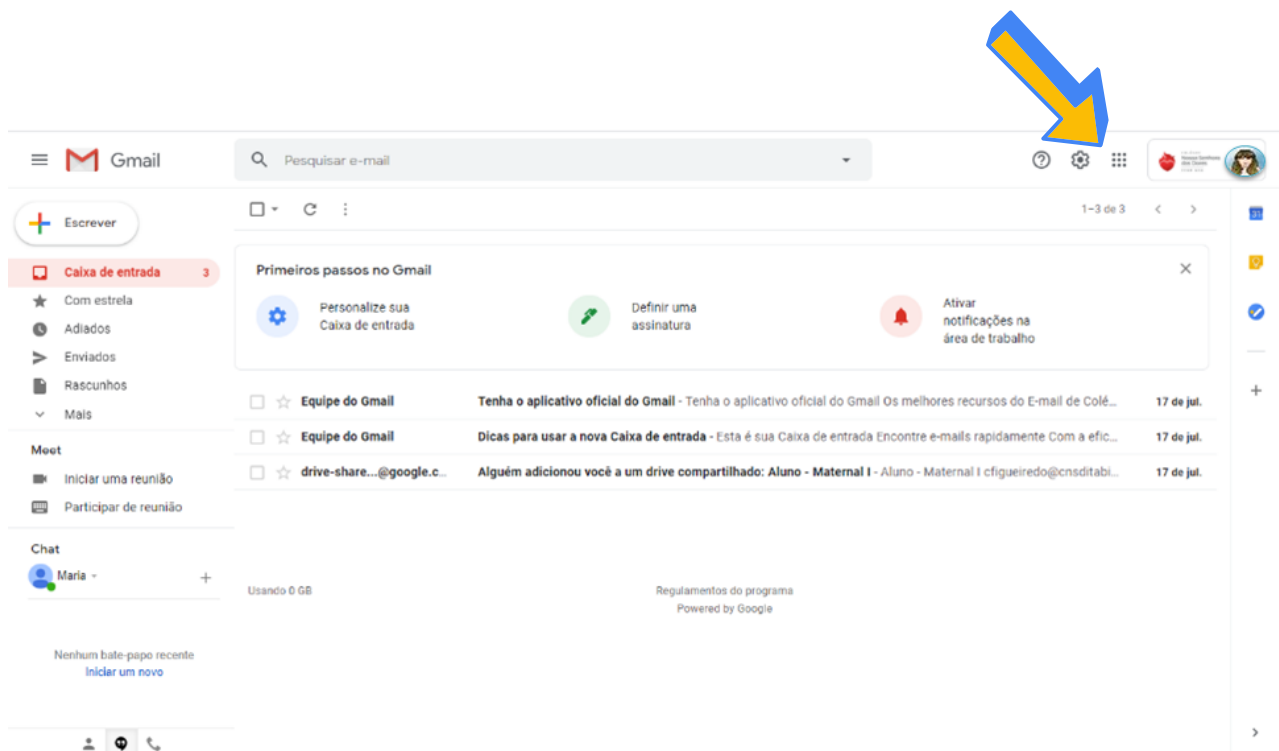 Gmail
Pesquisar e-mail
Escrever
1–3 de 3
31
Caixa de entrada 3
Com estrela
Adiados
Enviados
Rascunhos
Mais
Meet
Iniciar uma reunião
Participar de reunião
Chat
Maria
Nenhum bate-papo recente
Iniciar um novo
Primeiros passos no Gmail
Personalize sua
Caixa de entrada
Definir uma
assinatura
Ativar
notificações na
área de trabalho
Equipe do Gmail Tenha o aplicativo oficial do Gmail - Tenha o aplicativo oficial do Gmail Os melhores recursos do E-mail de Colé... 17 de jul.
Equipe do Gmail Dicas para usar a nova Caixa de entrada - Esta é sua Caixa de entrada Encontre e-mails rapidamente Com a efic... 17 de jul.
drive-share...@google.c... Alguém adicionou você a um drive compartilhado: Aluno - Maternal I - Aluno - Maternal I cfigueiredo@cnsditabi... 17 de jul.
Usando 0 GB
Regulamentos do programa
Powered by Google